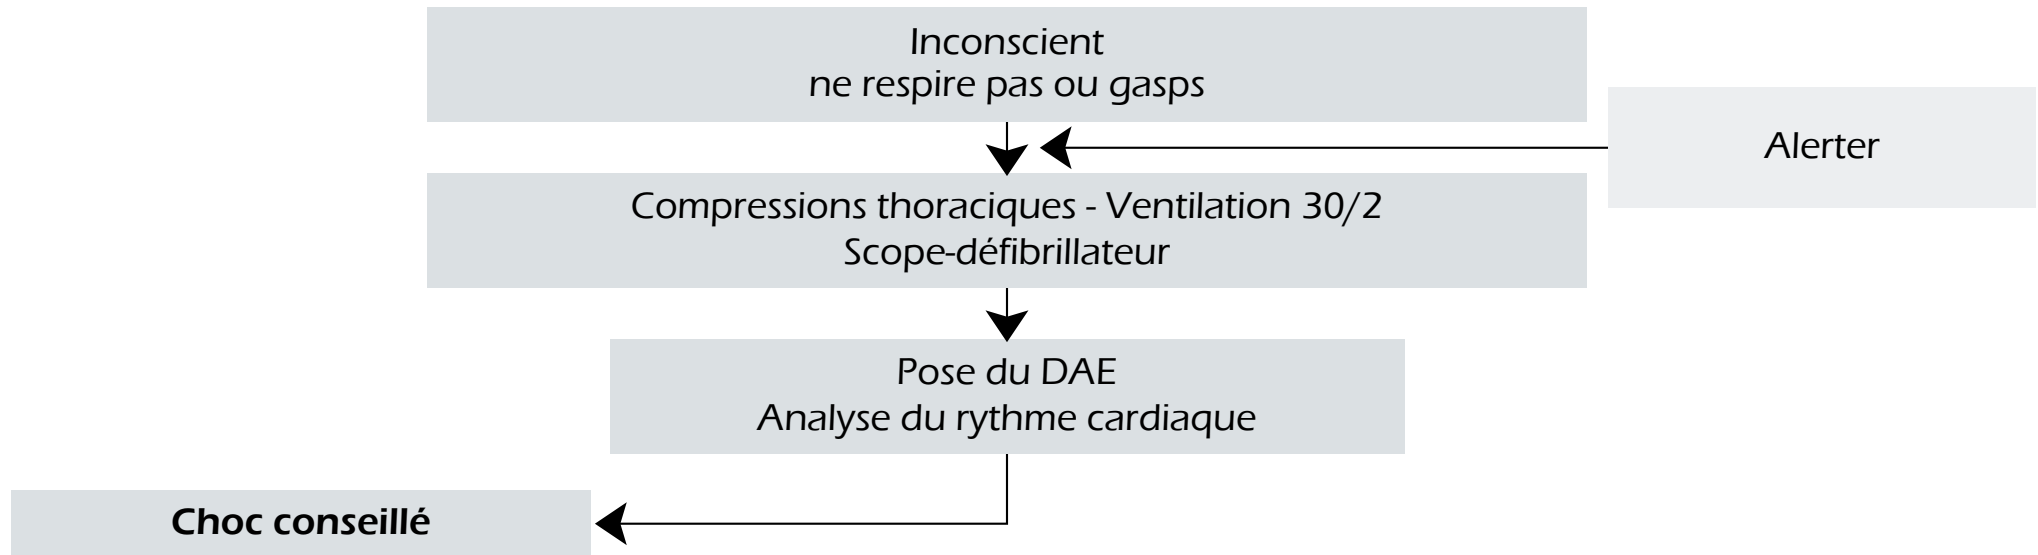 Inconscient
ne respire pas ou gasps
Alerter
Compressions thoraciques - Ventilation 30/2
Scope-défibrillateur
Pose du DAE
Analyse du rythme cardiaque
Choc conseillé